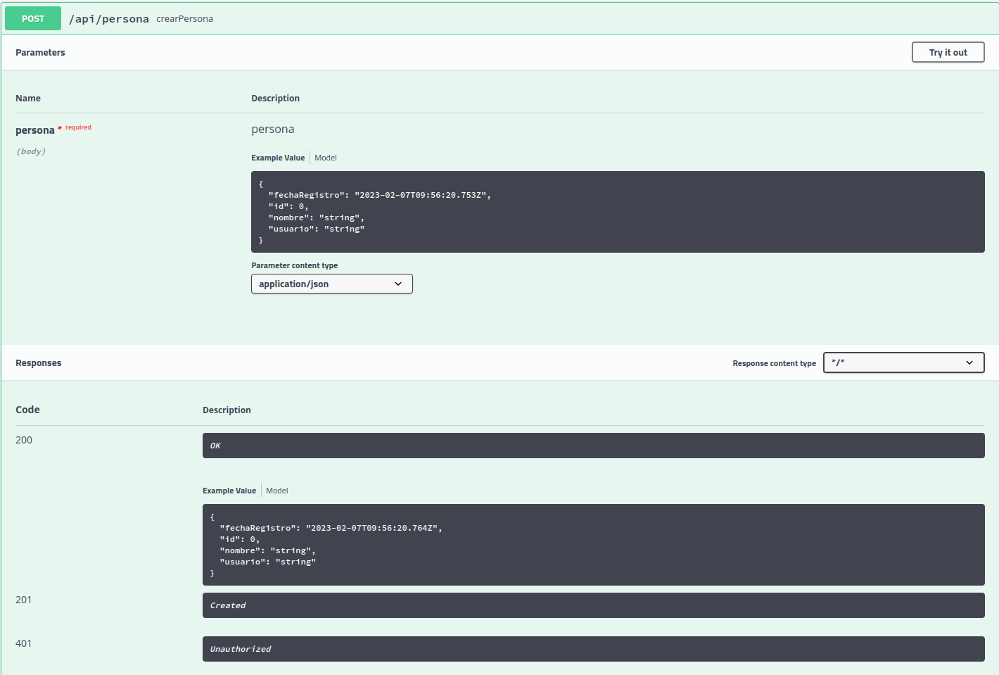 POST /api/persona crearPersona
Parameters
Try it out
Name Description
persona * required
persona
(body)
Example Value Model
{
"fechaRegistro": "2023-02-07T09:56:20.753Z",
"id": 0,
"nombre": "string",
"usuario": "string"
}
Parameter content type
application/json
Responses
Response content type */*
Code Description
200
OK
Example Value Model
{
"fechaRegistro": "2023-02-07T09:56:20.764Z",
"id": 0,
"nombre": "string",
"usuario": "string"
}
201
Created
401
Unauthorized